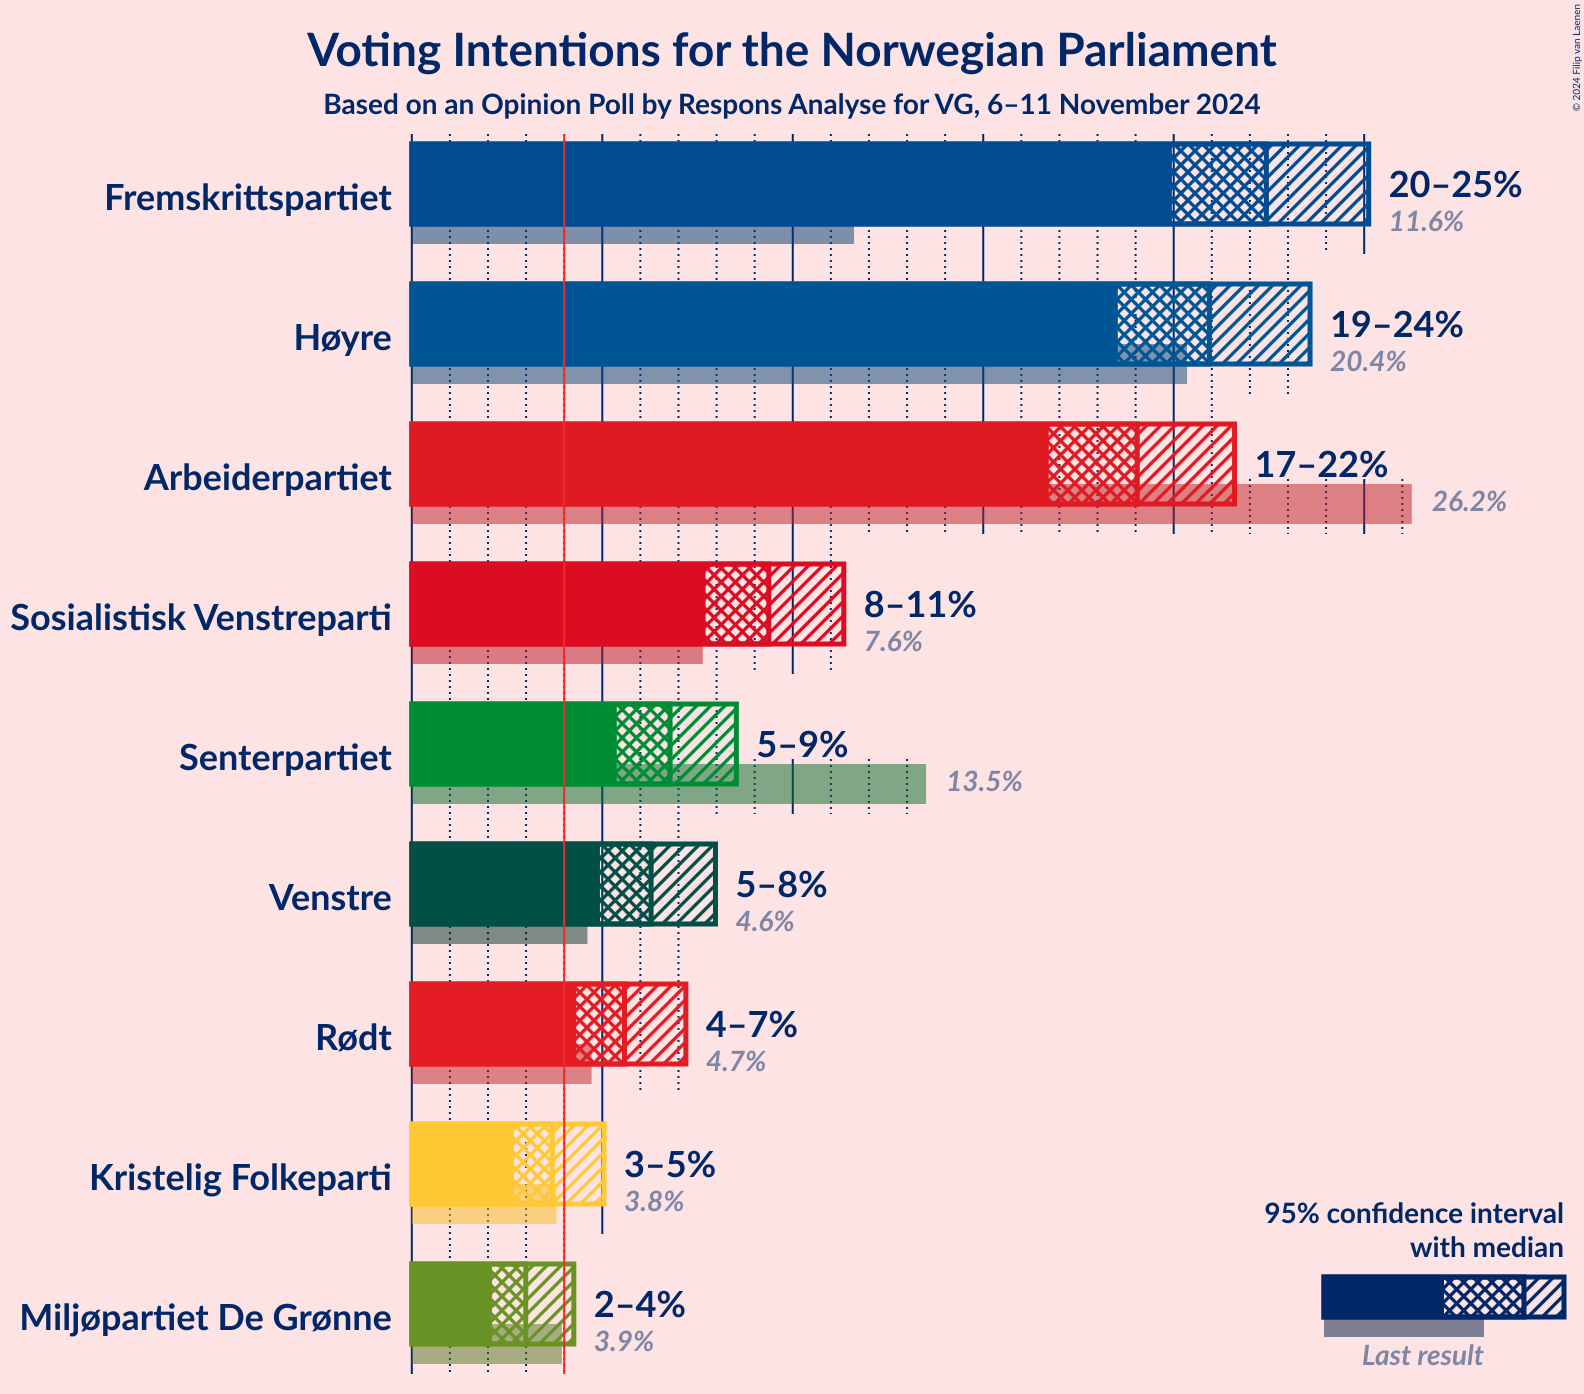 Voting Intentions for the Norwegian Parliament
Based on an Opinion Poll by Respons Analyse for VG, 6–11 November 2024
© 2024 Filip van Laenen
Fremskrittspartiet
20–25%
11.6%
Høyre
19–24%
20.4%
Arbeiderpartiet
17–22%
26.2%
Sosialistisk Venstreparti
8–11%
7.6%
Senterpartiet
5–9%
13.5%
Venstre
5–8%
4.6%
Rødt
4–7%
4.7%
Kristelig Folkeparti
3–5%
3.8%
Miljøpartiet De Grønne
2–4%
3.9%
95% confidence interval
with median
Last result